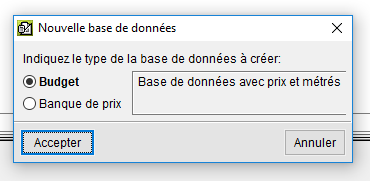 Nouvelle base de données
Indiquez le type de la base de données à créer:
Budget
Base de données avec prix et métrés
Banque de prix
Accepter
Annuler